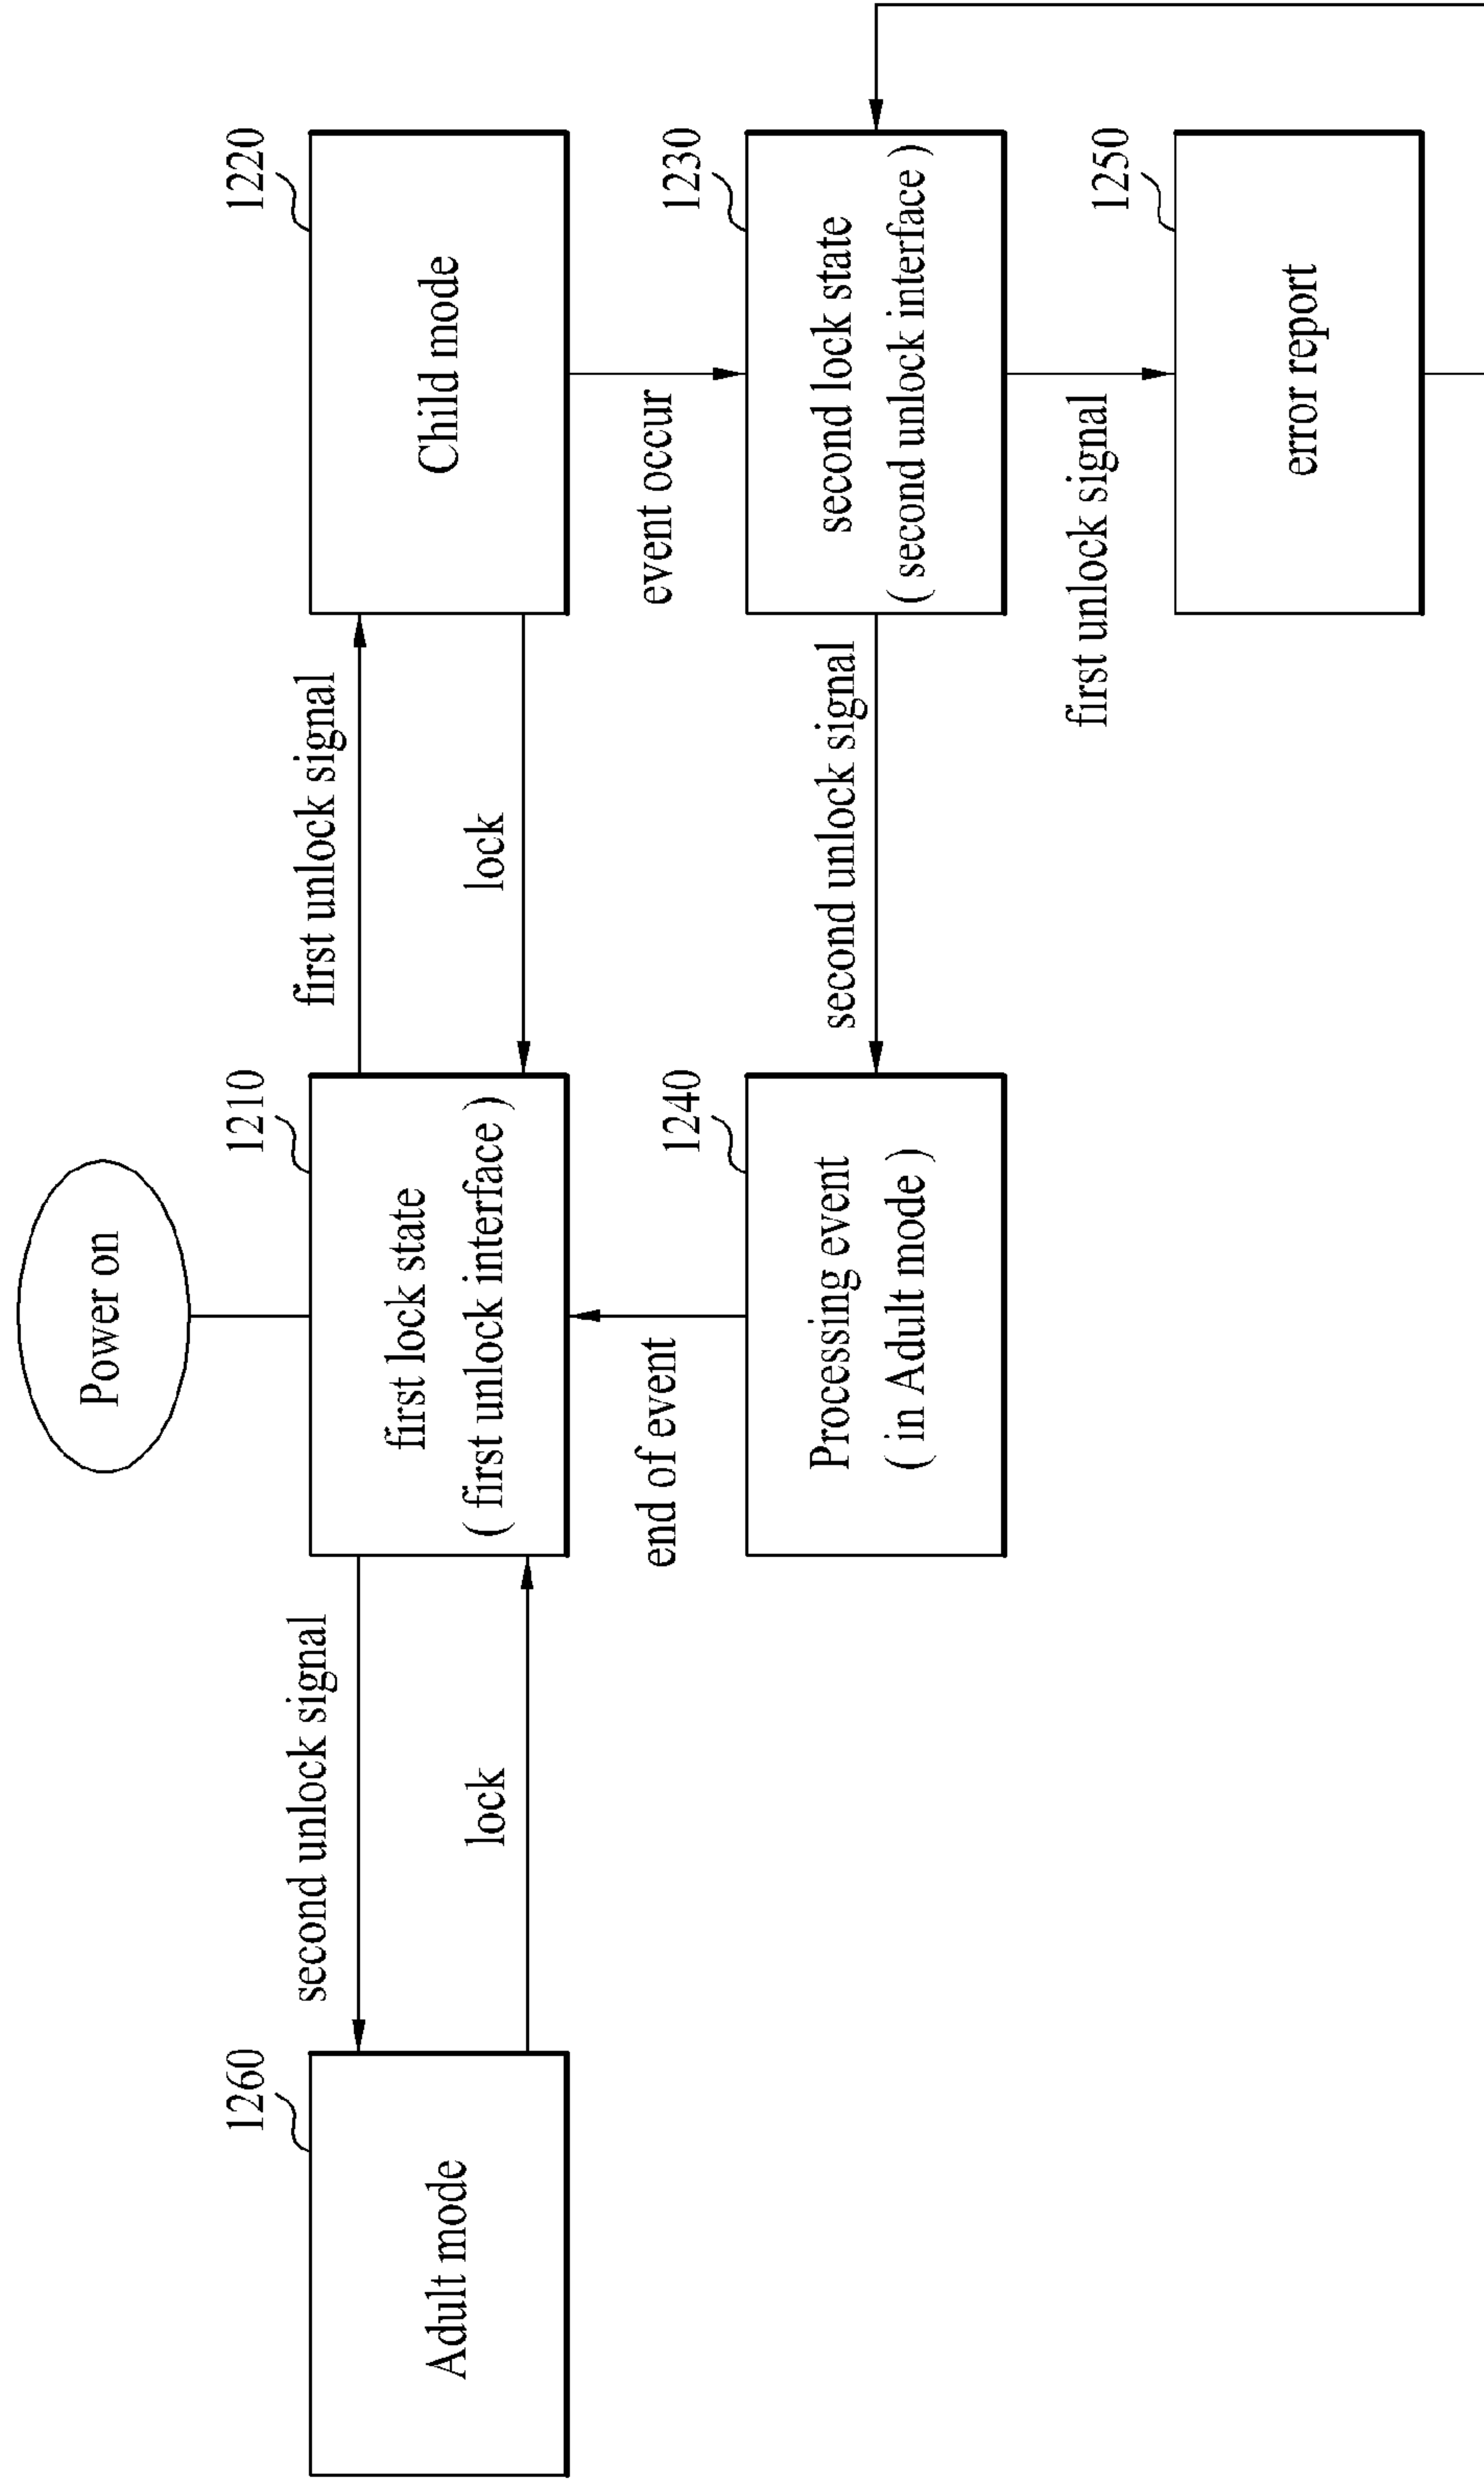 Power on
1260
1210
1220
second unlock signal
first unlock signal
Adult mode
first lock state
( first unlock interface )
Child mode
lock
lock
end of event
event occur
1240
1230
Processing event
( in Adult mode )
second unlock signal
second lock state
( second unlock interface )
first unlock signal
1250
error report